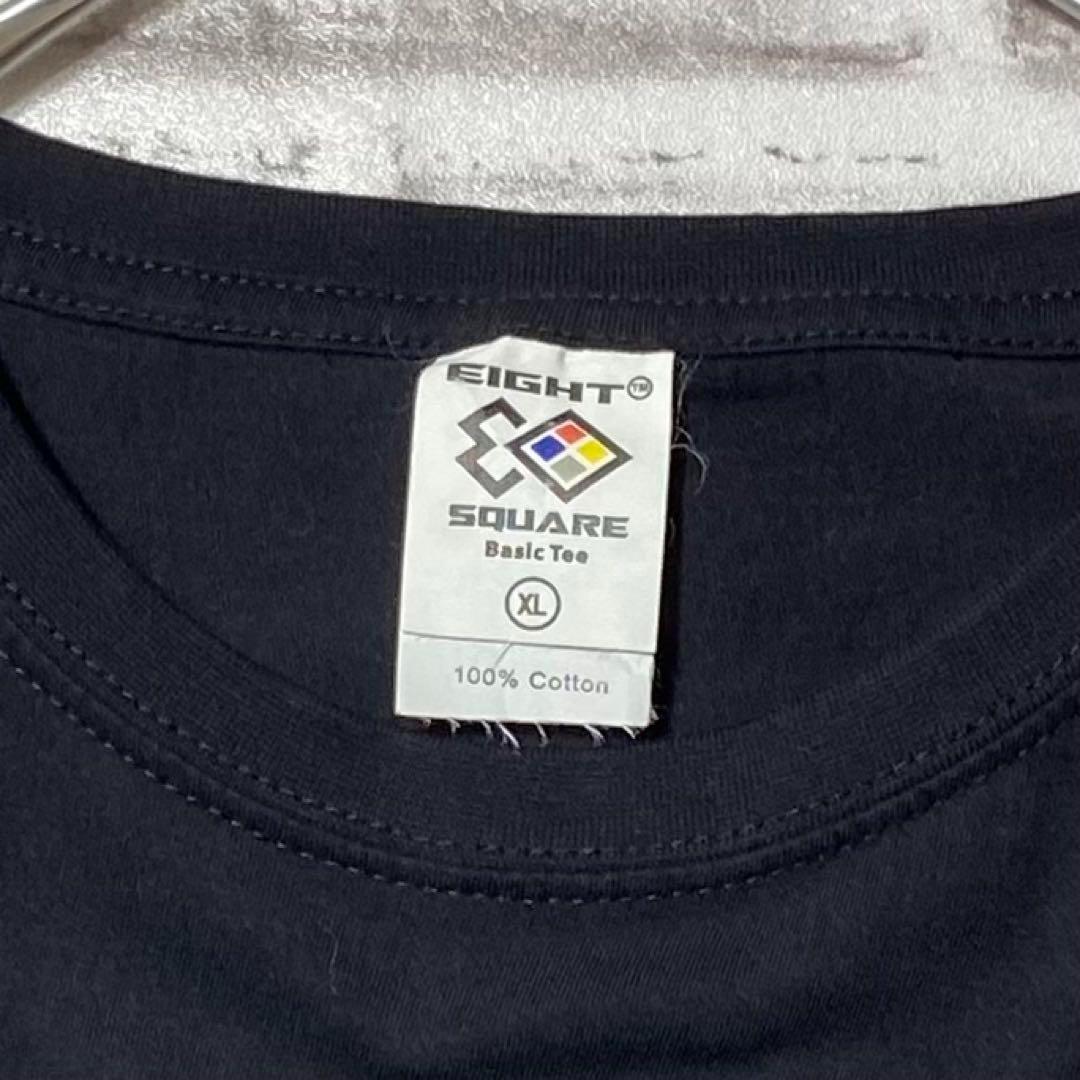 EIGHT™
SQUARE
Basic Tee
XL
100% Cotton